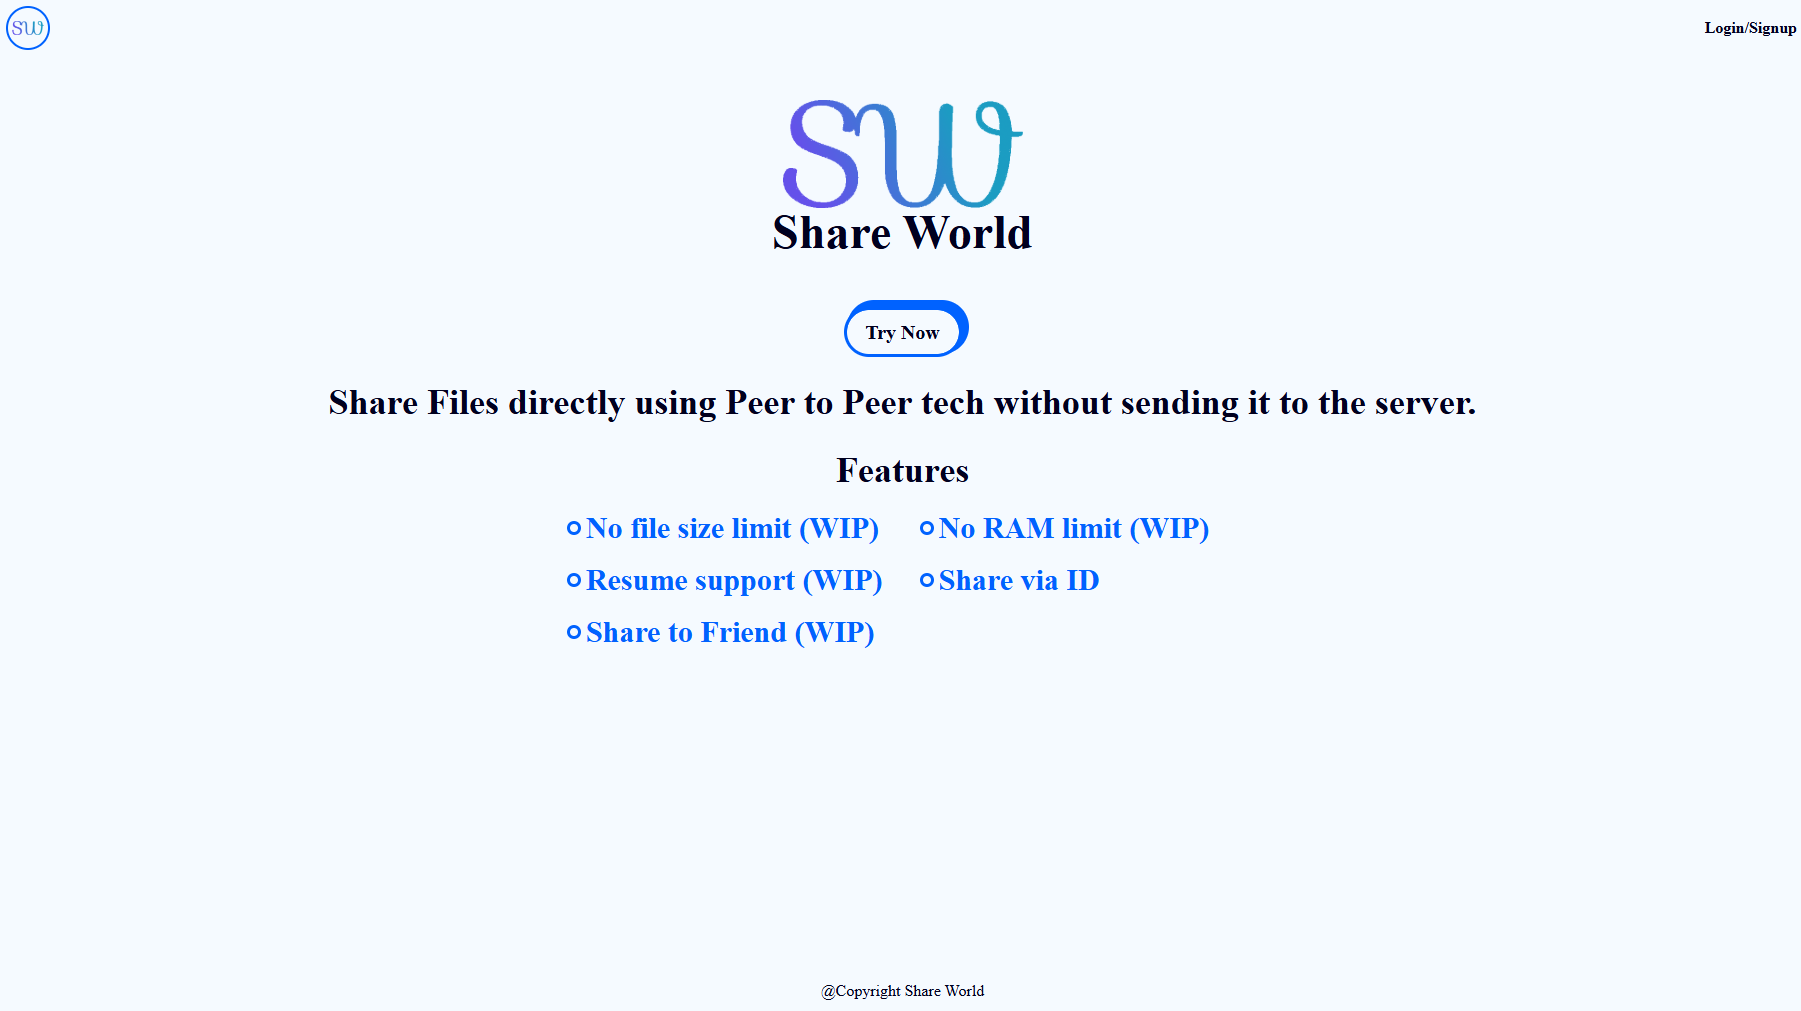 SW
Login/Signup
SW
Share World
Try Now
Share Files directly using Peer to Peer tech without sending it to the server.
Features
No file size limit (WIP)
No RAM limit (WIP)
Resume support (WIP)
Share via ID
Share to Friend (WIP)
@Copyright Share World